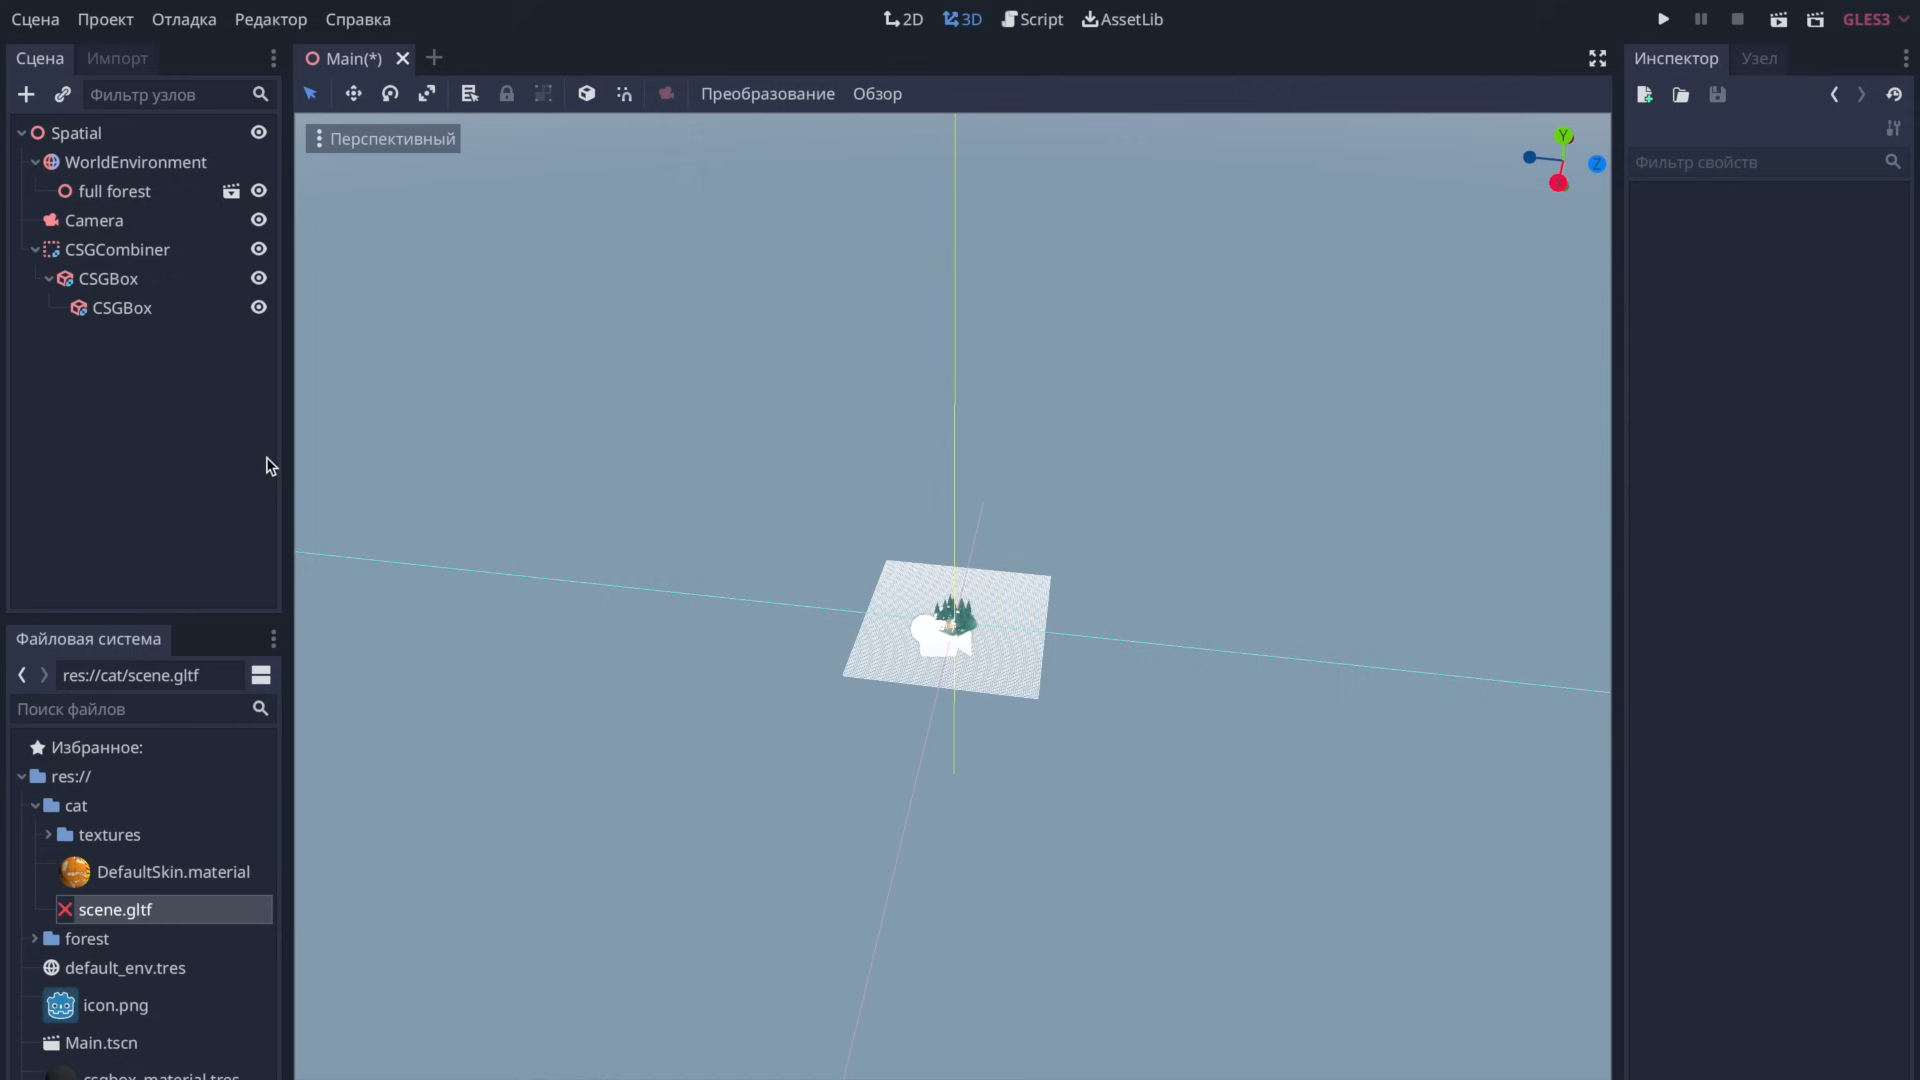 Сцена Проект Отладка Редактор Справка
2D 3D Script AssetLib
GLES3
Сцена Импорт
Фильтр узлов
Spatial
WorldEnvironment
full forest
Camera
CSGCombiner
CSGBox
CSGBox
Main(*)
Преобразование Обзор
Перспективный
Y
Z
Файловая система
res://cat/scene.gltf
Поиск файлов
Избранное:
res://
cat
textures
DefaultSkin.material
scene.gltf
forest
default_env.tres
icon.png
Main.tscn
csgbox_material.tres
Инспектор Узел
Фильтр свойств